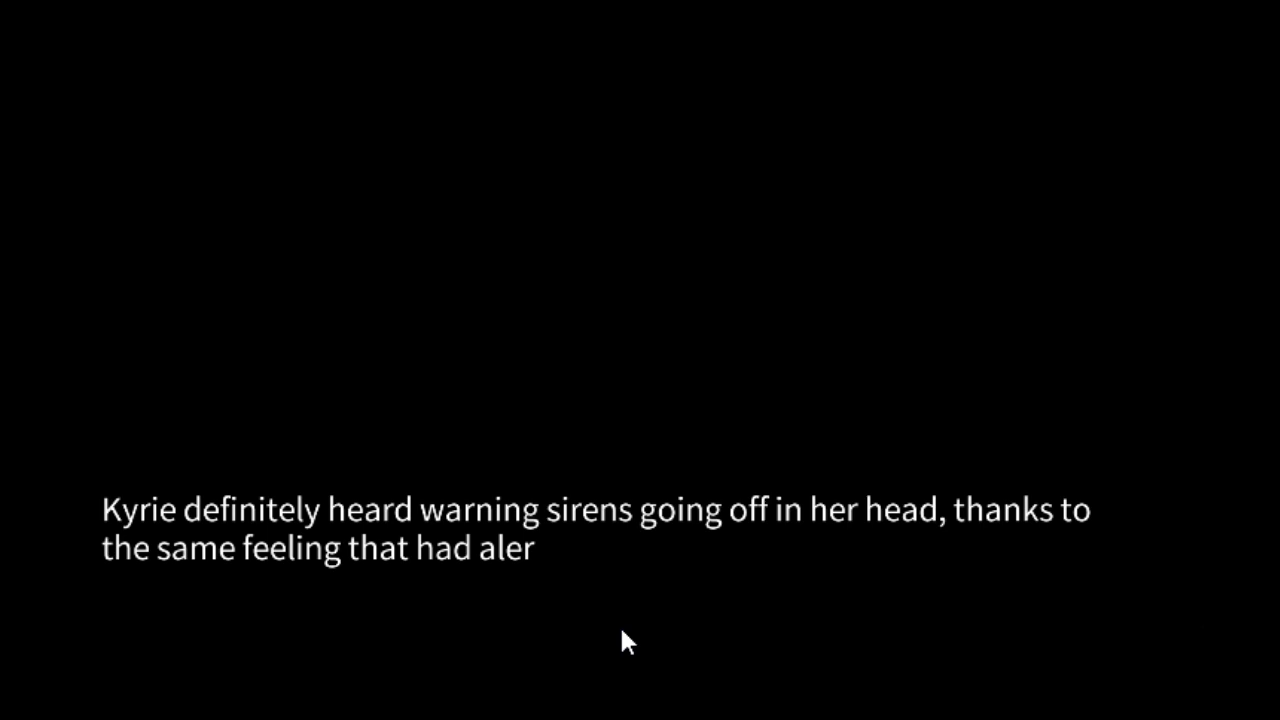 Kyrie definitely heard warning sirens going off in her head, thanks to
the same feeling that had aler